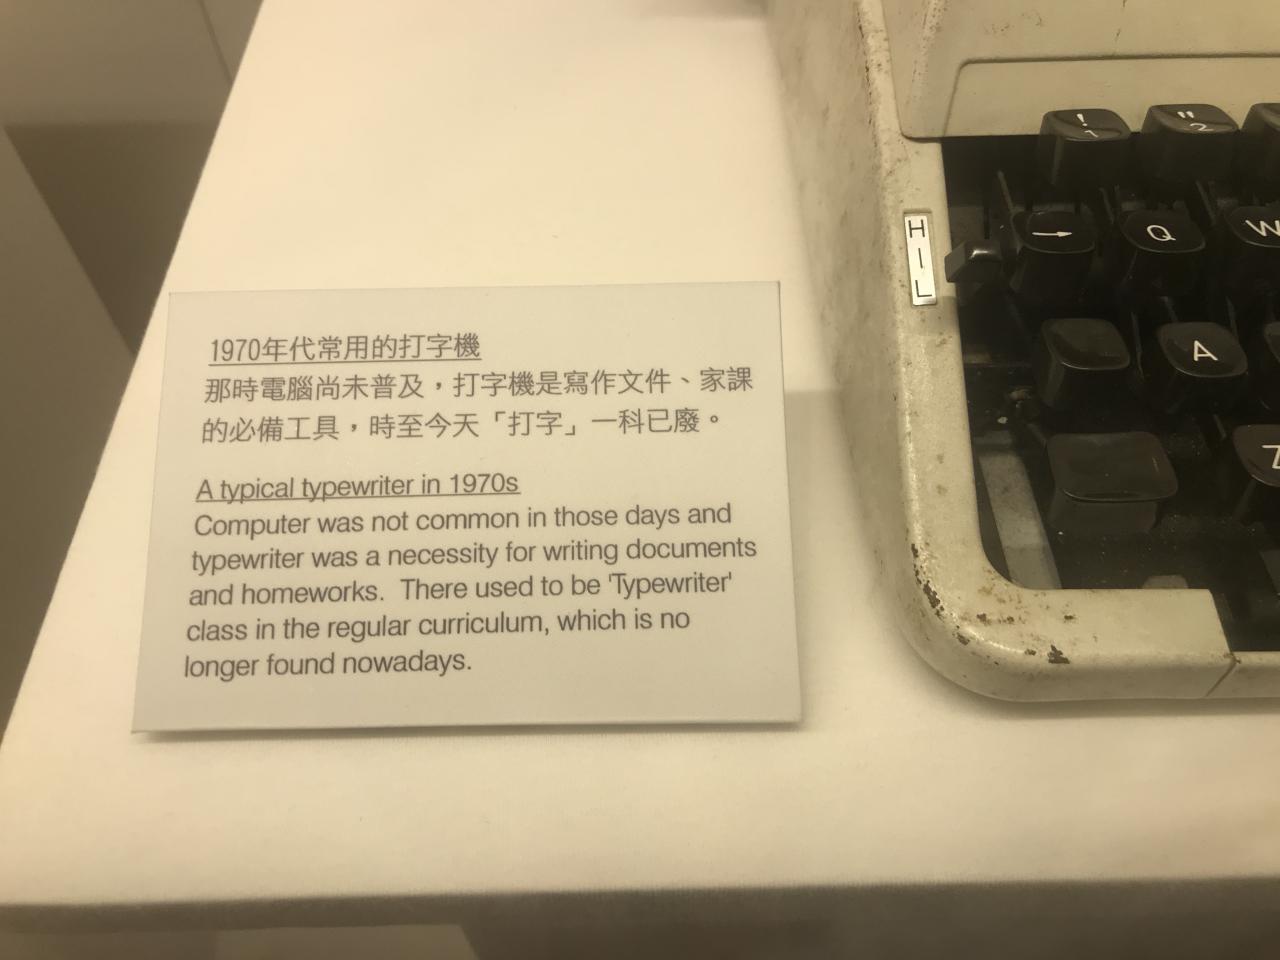 1970年代常用的打字機
那時電腦尚未普及，打字機是寫作文件、家課
的必備工具，時至今天「打字」一科已廢。
A typical typewriter in 1970s
Computer was not common in those days and
typewriter was a necessity for writing documents
and homeworks.  There used to be 'Typewriter'
class in the regular curriculum, which is no
longer found nowadays.
! "
1 2
H
I
L
→ Q W
A
Z